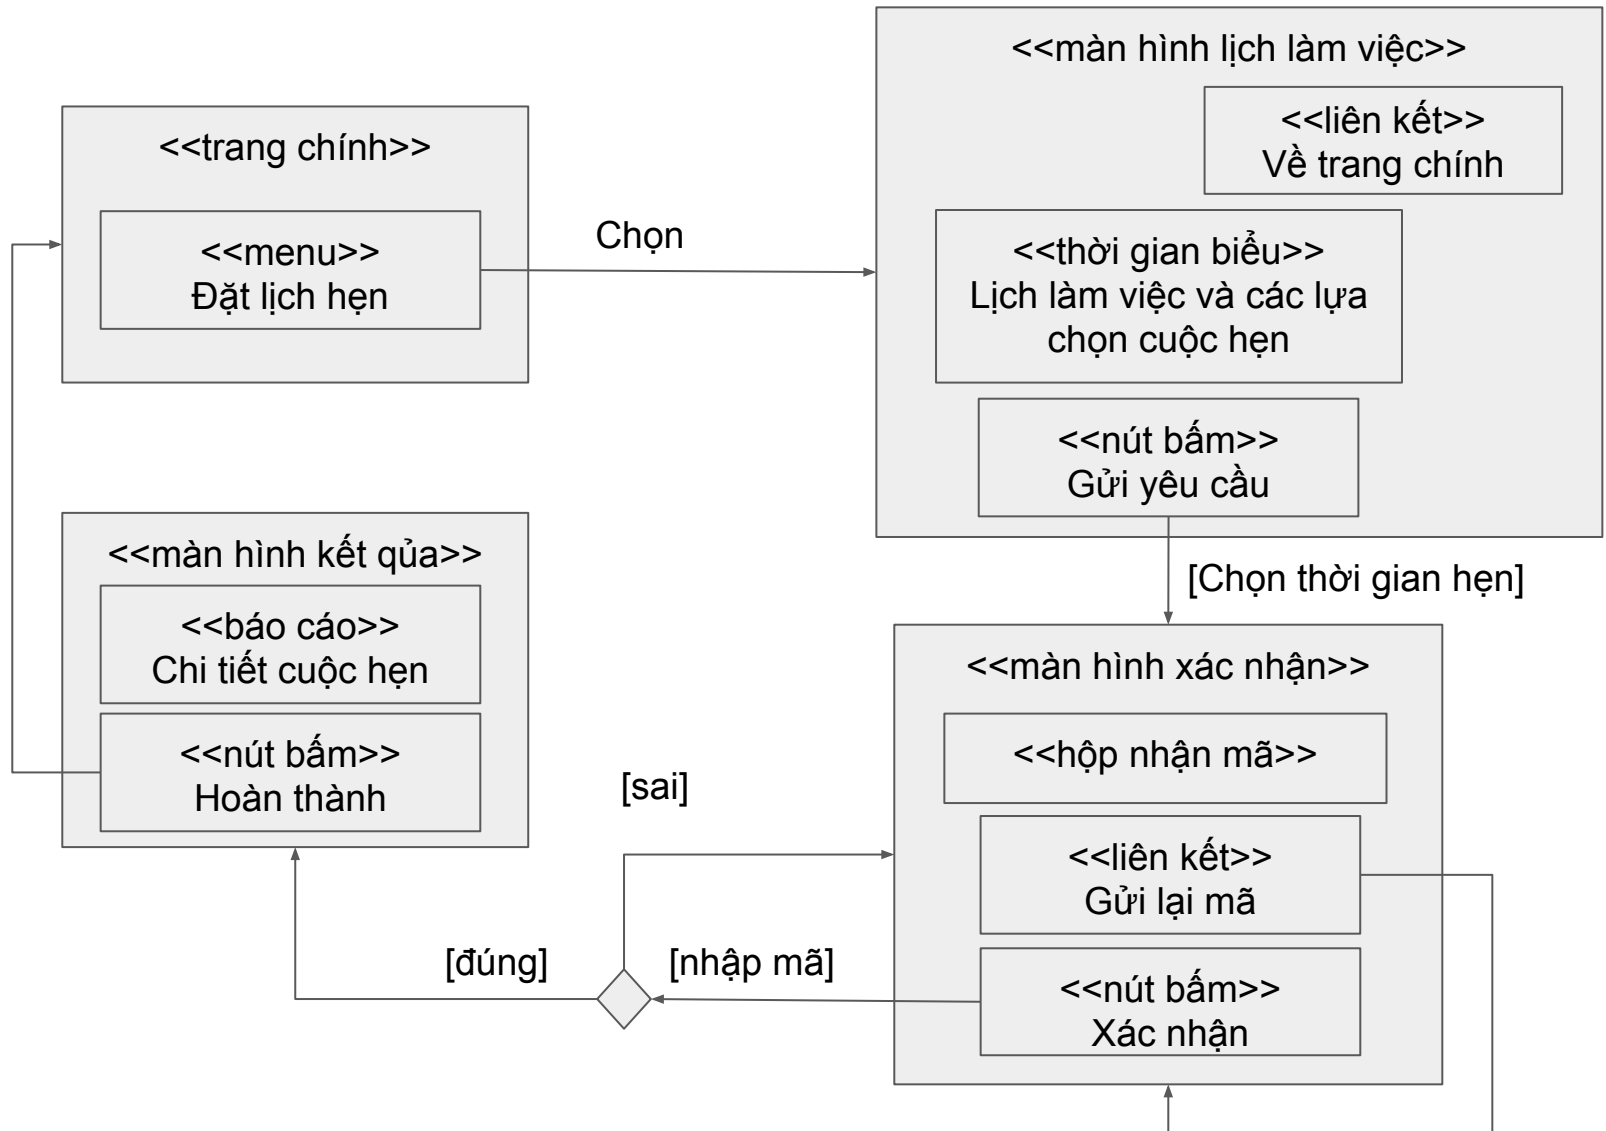 <<màn hình lịch làm việc>>
<<liên kết>>
Về trang chính
<<trang chính>>
<<menu>>
Đặt lịch hẹn
Chọn
<<thời gian biểu>>
Lịch làm việc và các lựa
chọn cuộc hẹn
<<nút bấm>>
Gửi yêu cầu
[Chọn thời gian hẹn]
<<màn hình kết qủa>>
<<báo cáo>>
Chi tiết cuộc hẹn
<<nút bấm>>
Hoàn thành
<<màn hình xác nhận>>
<<hộp nhận mã>>
[sai]
<<liên kết>>
Gửi lại mã
[đúng]
[nhập mã]
<<nút bấm>>
Xác nhận